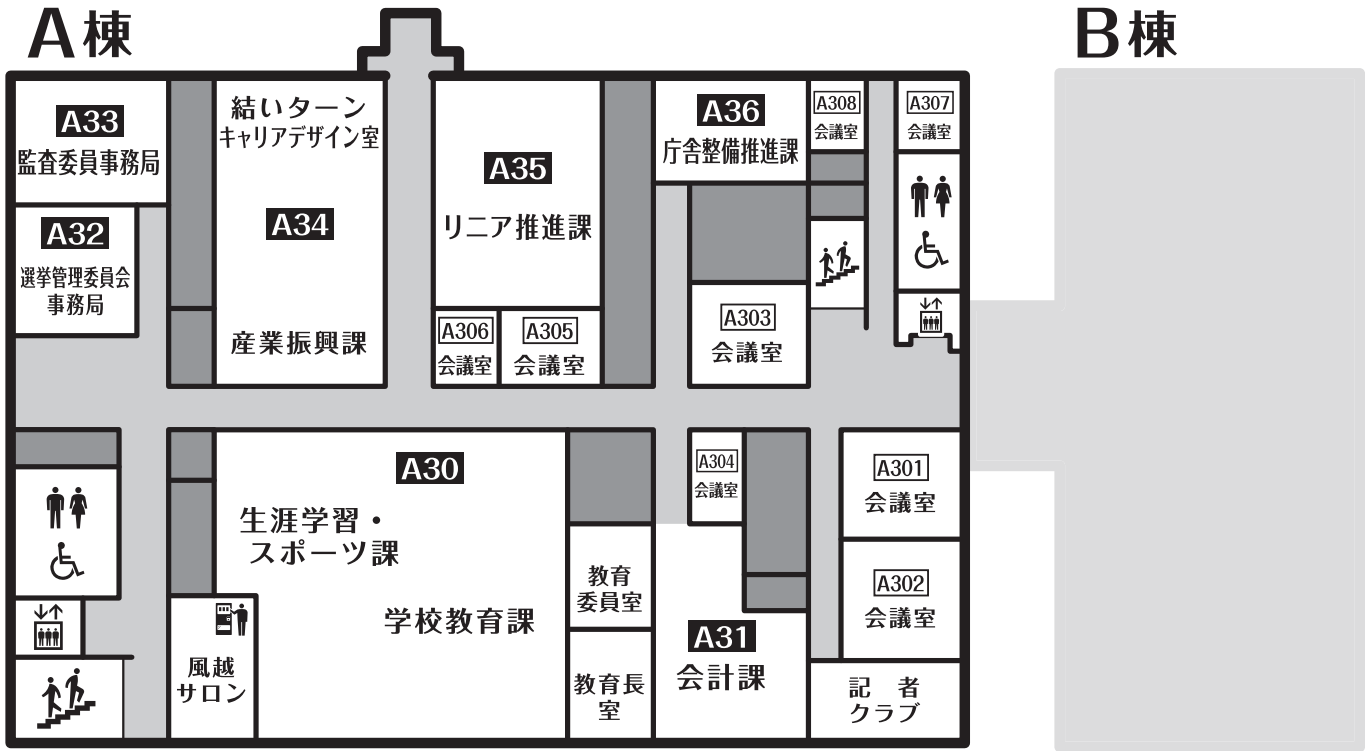 A棟
B棟
A33
監査委員事務局
A32
選挙管理委員会
事務局
結いターン
キャリアデザイン室
A34
産業振興課
A35
リニア推進課
A306
会議室
A305
会議室
A36
庁舎整備推進課
A308
会議室
A307
会議室
A303
会議室
A30
生涯学習・
スポーツ課
学校教育課
風越
サロン
教育
委員室
教育長
室
A304
会議室
A31
会計課
A301
会議室
A302
会議室
記者
クラブ